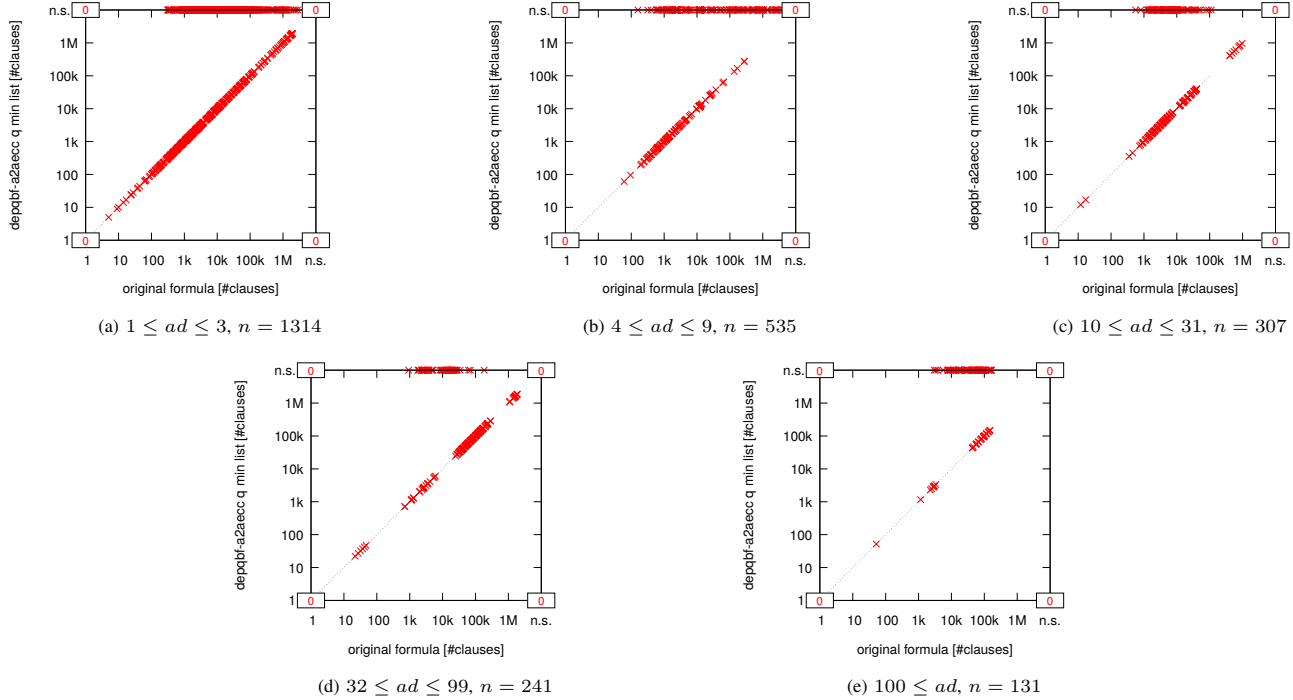 depqbf-a2aecc q min list [#clauses]
n.s.
1M
100k
10k
1k
100
10
1
0
0
0
0
1 10 100 1k 10k 100k 1M n.s.
original formula [#clauses]
(a) 1 ≤ ad ≤ 3, n = 1314
depqbf-a2aecc q min list [#clauses]
n.s.
1M
100k
10k
1k
100
10
1
0
0
0
0
1 10 100 1k 10k 100k 1M n.s.
original formula [#clauses]
(b) 4 ≤ ad ≤ 9, n = 535
depqbf-a2aecc q min list [#clauses]
n.s.
1M
100k
10k
1k
100
10
1
0
0
0
0
1 10 100 1k 10k 100k 1M n.s.
original formula [#clauses]
(c) 10 ≤ ad ≤ 31, n = 307
depqbf-a2aecc q min list [#clauses]
n.s.
1M
100k
10k
1k
100
10
1
0
0
0
0
1 10 100 1k 10k 100k 1M n.s.
original formula [#clauses]
(d) 32 ≤ ad ≤ 99, n = 241
depqbf-a2aecc q min list [#clauses]
n.s.
1M
100k
10k
1k
100
10
1
0
0
0
0
1 10 100 1k 10k 100k 1M n.s.
original formula [#clauses]
(e) 100 ≤ ad, n = 131